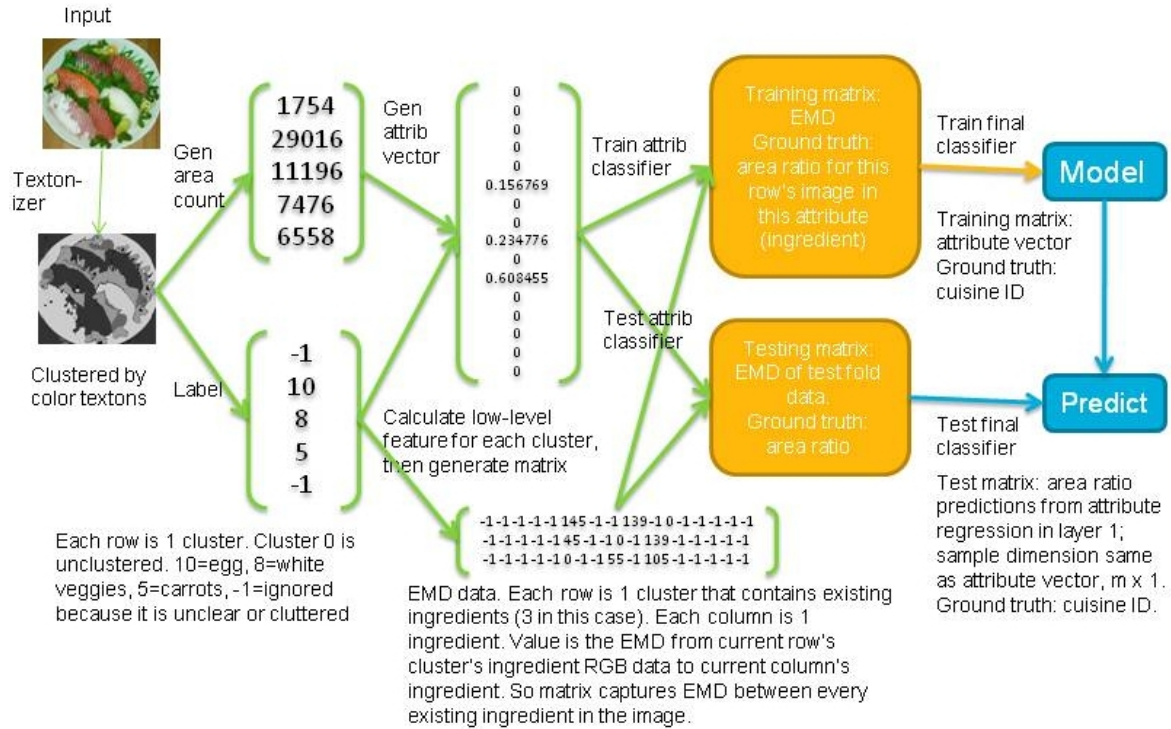 Input
Texton-
izer
Clustered by
color textons
Gen
area
count
Label
1754
29016
11196
7476
6558
-1
10
8
5
-1
Each row is 1 cluster. Cluster 0 is
unclustered. 10=egg, 8=white
veggies, 5=carrots, -1=ignored
because it is unclear or cluttered
Gen
attrib
vector
0
0
0
0
0
0.156769
0
0
0.234776
0
0.608455
0
0
0
0
0
Calculate low-level
feature for each cluster,
then generate matrix
-1 -1 -1 -1 -1 145 -1 -1 139 -1 0 -1 -1 -1 -1 -1
-1 -1 -1 -1 -1 45 -1 -1 0 -1 139 -1 -1 -1 -1 -1
-1 -1 -1 -1 -1 0 -1 -1 55 -1 105 -1 -1 -1 -1 -1
EMD data. Each row is 1 cluster that contains existing
ingredients (3 in this case). Each column is 1
ingredient. Value is the EMD from current row's
cluster's ingredient RGB data to current column's
ingredient. So matrix captures EMD between every
existing ingredient in the image.
Train attrib
classifier
Test attrib
classifier
Training matrix:
EMD
Ground truth:
area ratio for this
row's image in
this attribute
(ingredient)
Testing matrix:
EMD of test fold
data.
Ground truth:
area ratio
Train final
classifier
Model
Training matrix:
attribute vector
Ground truth:
cuisine ID
Predict
Test final
classifier
Test matrix: area ratio
predictions from attribute
regression in layer 1;
sample dimension same
as attribute vector, m x 1.
Ground truth: cuisine ID.